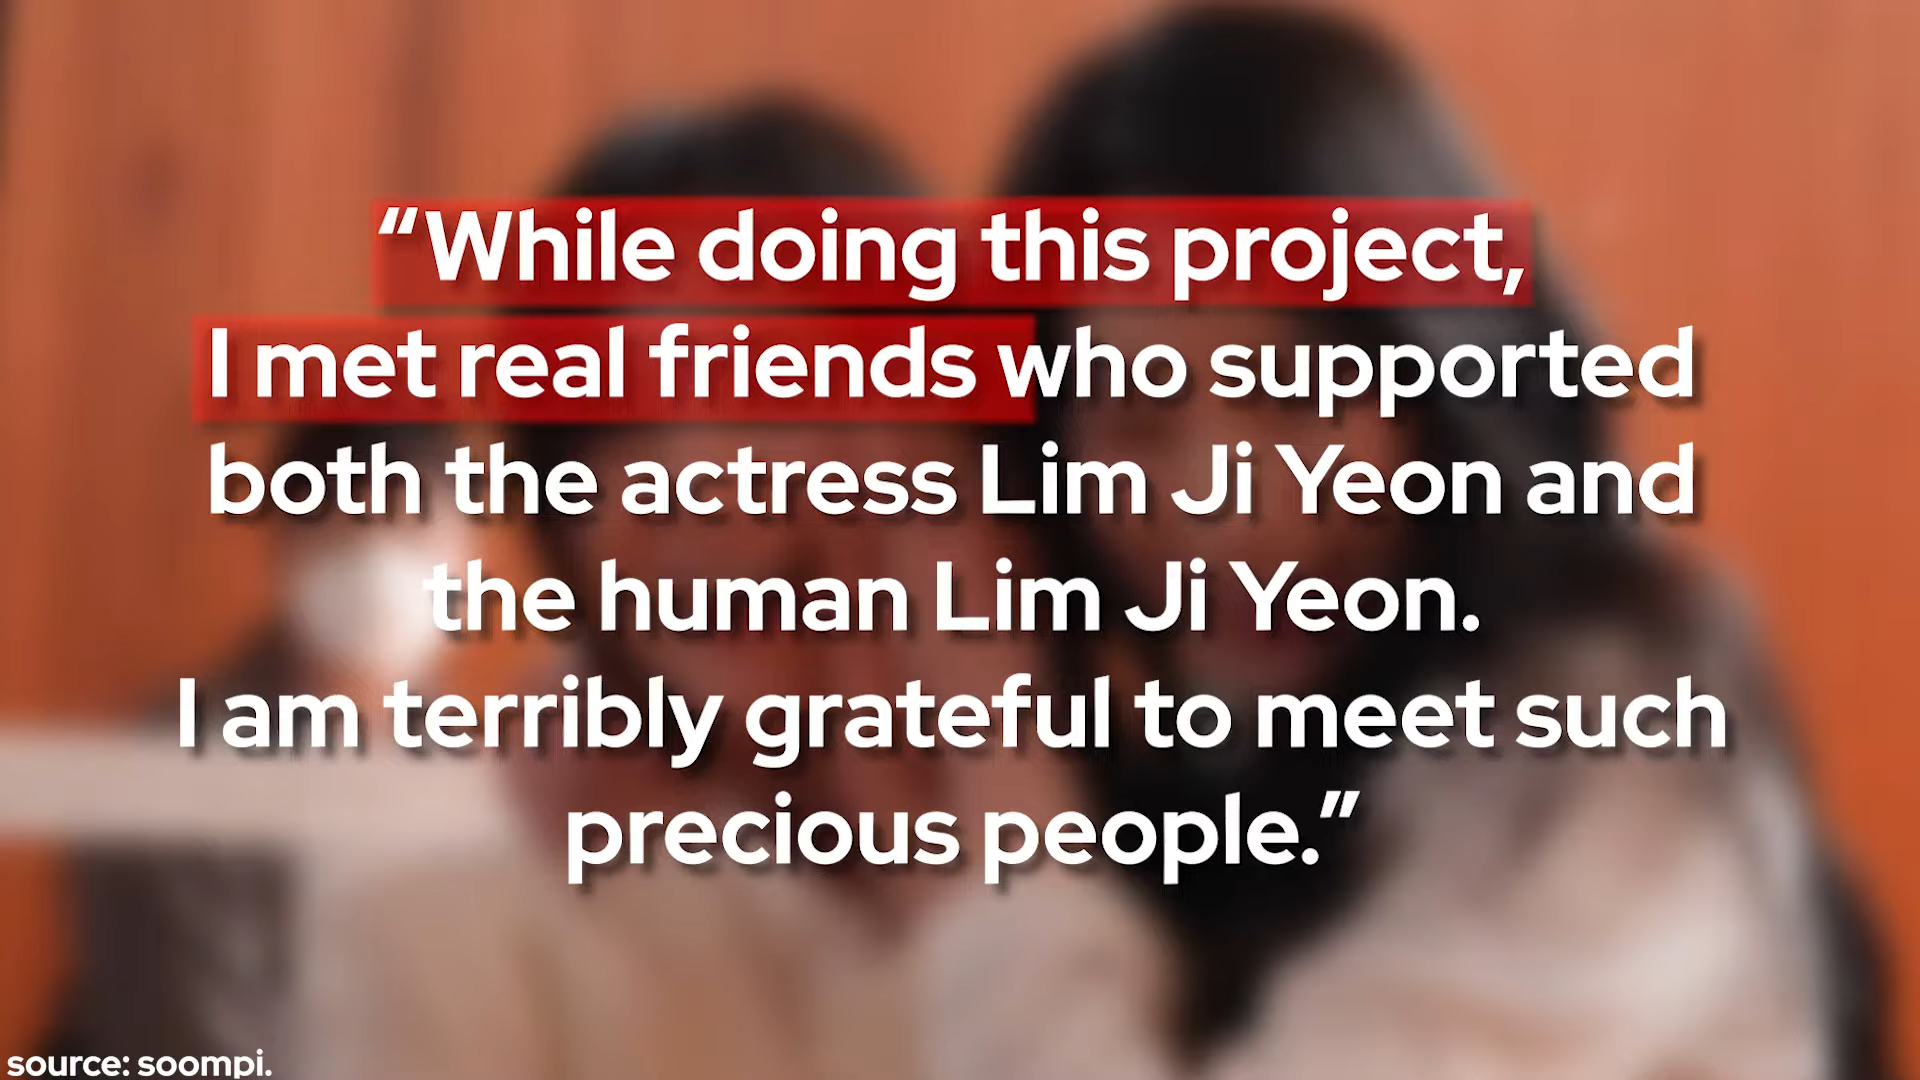 “While doing this project,
I met real friends who supported
both the actress Lim Ji Yeon and
the human Lim Ji Yeon.
I am terribly grateful to meet such
precious people.”
source: soompi.